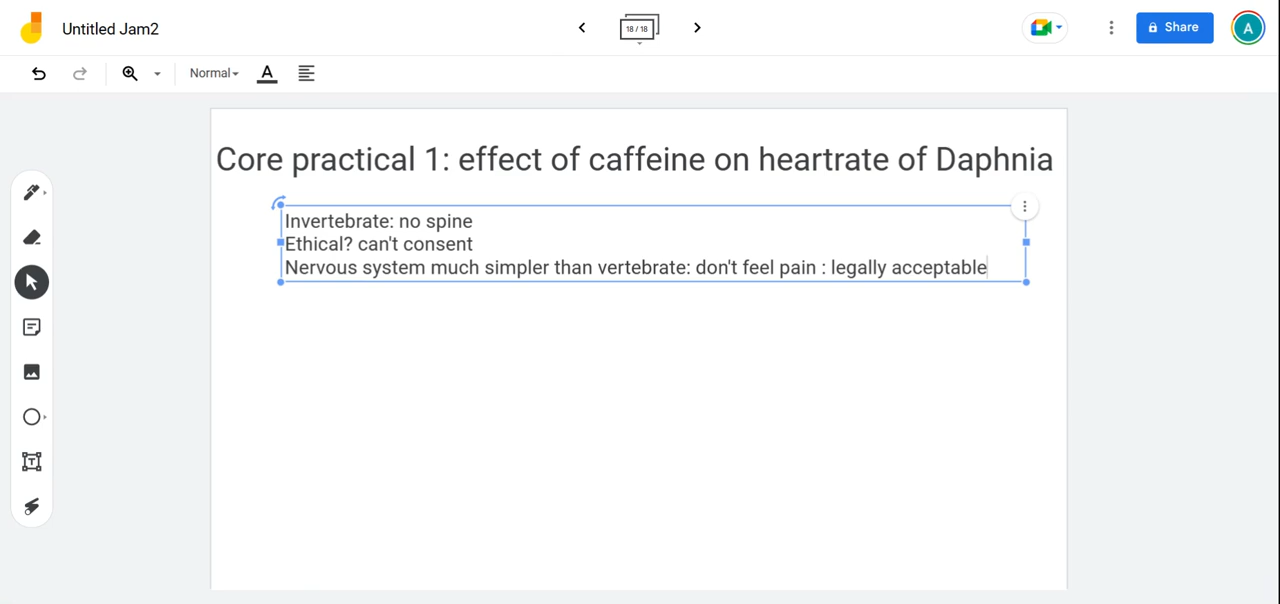 Untitled Jam2
18 / 18
Share
A
Normal
A
Core practical 1: effect of caffeine on heartrate of Daphnia
Invertebrate: no spine
Ethical? can't consent
Nervous system much simpler than vertebrate: don't feel pain : legally acceptable
T